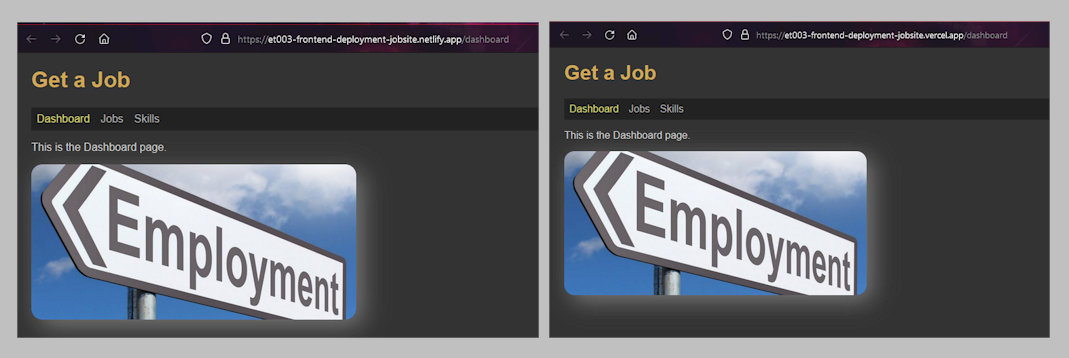 https://et003-frontend-deployment-jobsite.netlify.app/dashboard
Get a Job
Dashboard Jobs Skills
This is the Dashboard page.
Employment
https://et003-frontend-deployment-jobsite.vercel.app/dashboard
Get a Job
Dashboard Jobs Skills
This is the Dashboard page.
Employment